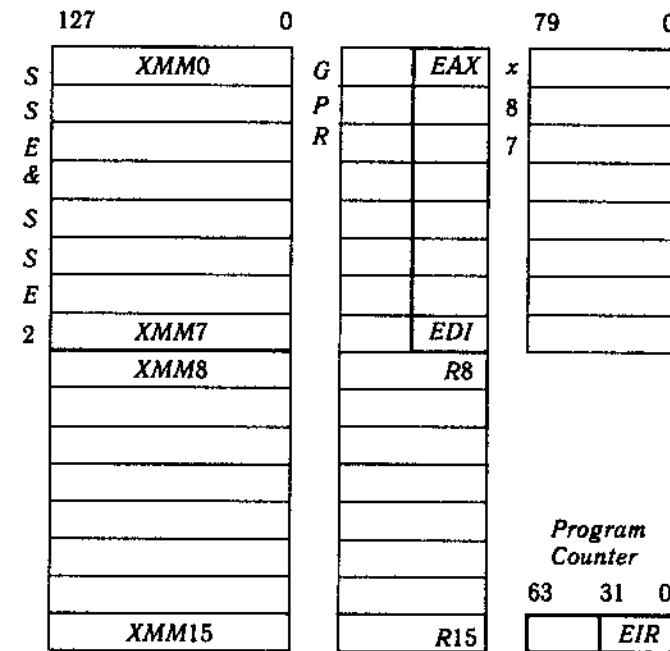 127 0
79 0
S
S
E
&
S
S
E
2
XMM0
XMM7
XMM8
XMM15
G
P
R
EAX
EDI
R8
R15
x
8
7
Program
Counter
63 31 0
EIR